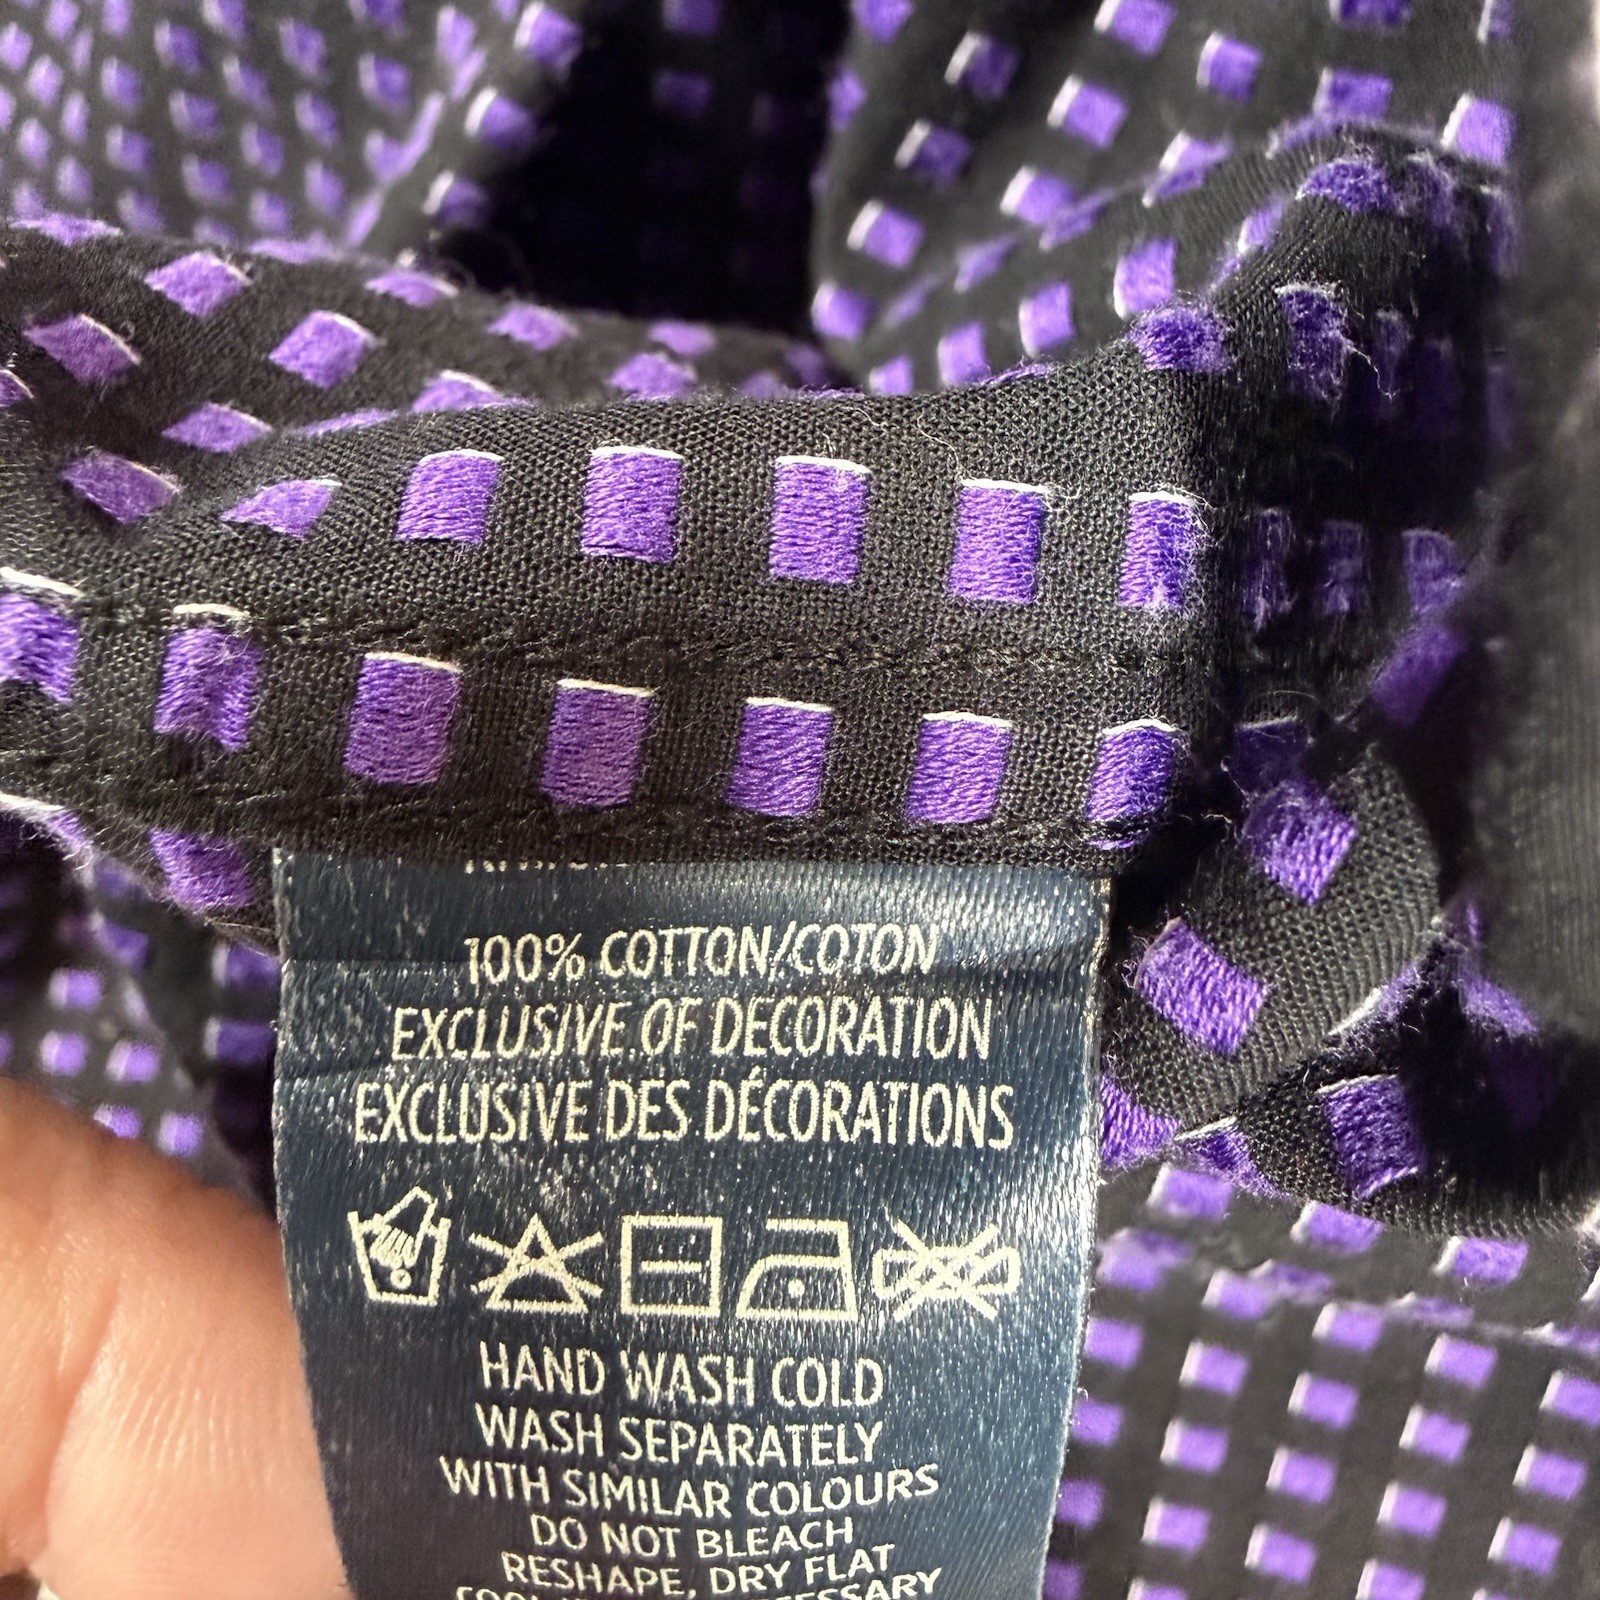 100% COTTON/COTON
EXCLUSIVE OF DECORATION
EXCLUSIVE DES DÉCORATIONS
HAND WASH COLD
WASH SEPARATELY
WITH SIMILAR COLOURS
DO NOT BLEACH
RESHAPE, DRY FLAT